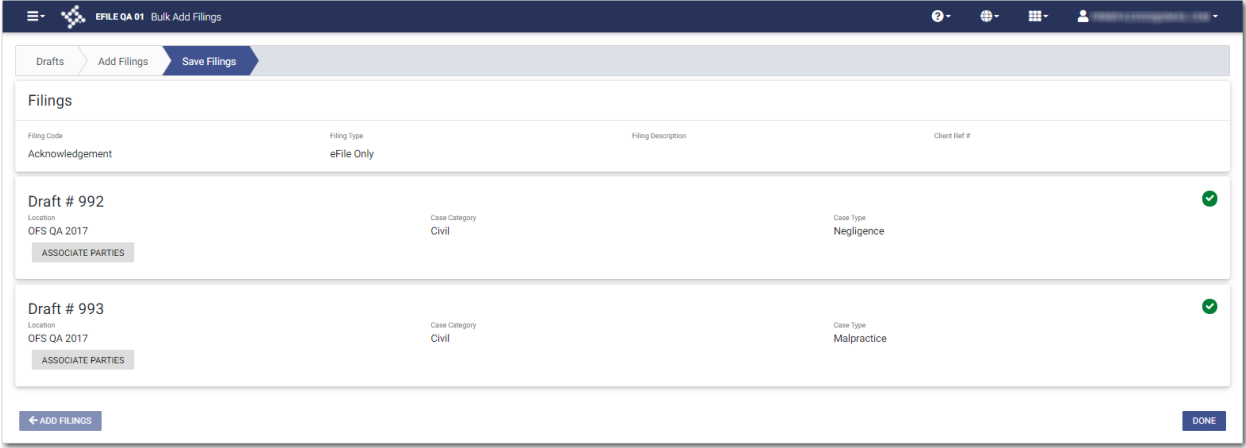 EFILE QA 01 Bulk Add Filings
Drafts Add Filings Save Filings
Filings
Filing Code Filing Type Filing Description Client Ref #
Acknowledgement eFile Only
Draft # 992
Location Case Category Case Type
OFS QA 2017 Civil Negligence
ASSOCIATE PARTIES
Draft # 993
Location Case Category Case Type
OFS QA 2017 Civil Malpractice
ASSOCIATE PARTIES
ADD FILINGS DONE